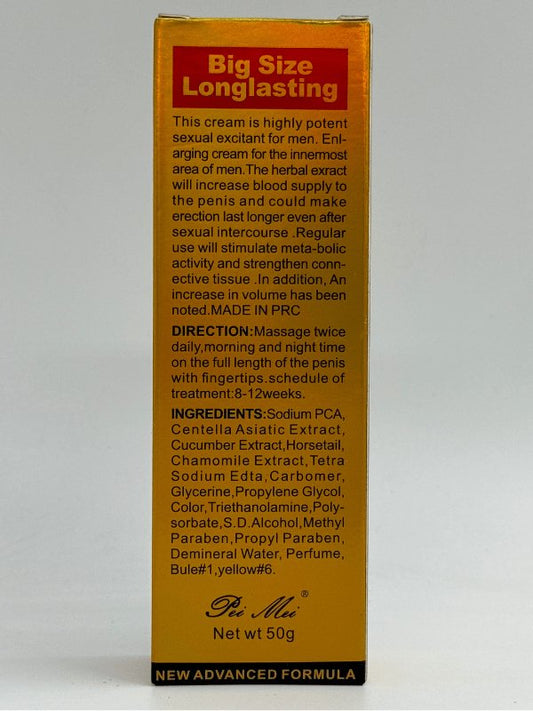 Big Size
Longlasting
This cream is highly potent
sexual excitant for men. Enl-
arging cream for the innermost
area of men.The herbal exract
will increase blood supply to
the penis and could make
erection last longer even after
sexual intercourse .Regular
use will stimulate meta-bolic
activity and strengthen conn-
ective tissue .In addition, An
increase in volume has been
noted.MADE IN PRC
DIRECTION:Massage twice
daily,morning and night time
on the full length of the penis
with fingertips.schedule of
treatment:8-12weeks.
INGREDIENTS:Sodium PCA,
Centella Asiatic Extract,
Cucumber Extract,Horsetail,
Chamomile Extract,Tetra
Sodium Edta,Carbomer,
Glycerine,Propylene Glycol,
Color,Triethanolamine,Poly-
sorbate,S.D.Alcohol,Methyl
Paraben,Propyl Paraben,
Demineral Water, Perfume,
Bule#1,yellow#6.
Pei Mei®
Net wt 50g
NEW ADVANCED FORMULA